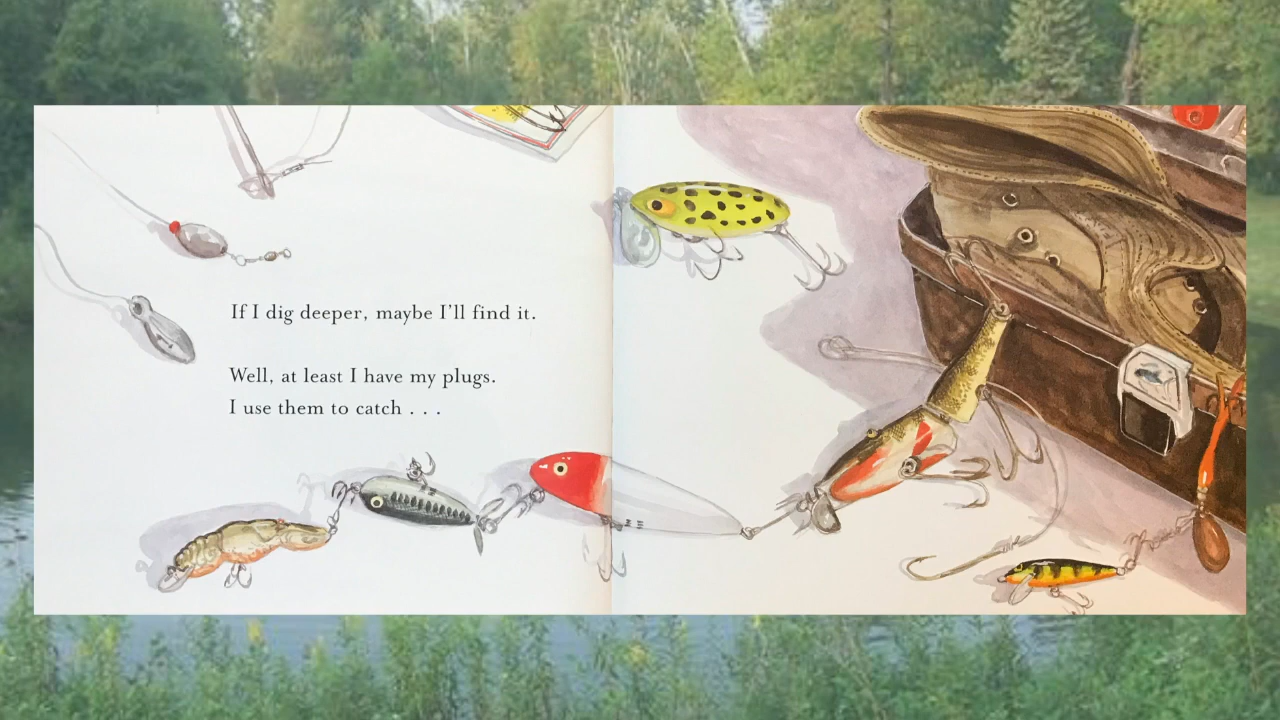 If I dig deeper, maybe I'll find it.
Well, at least I have my plugs.
I use them to catch . . .